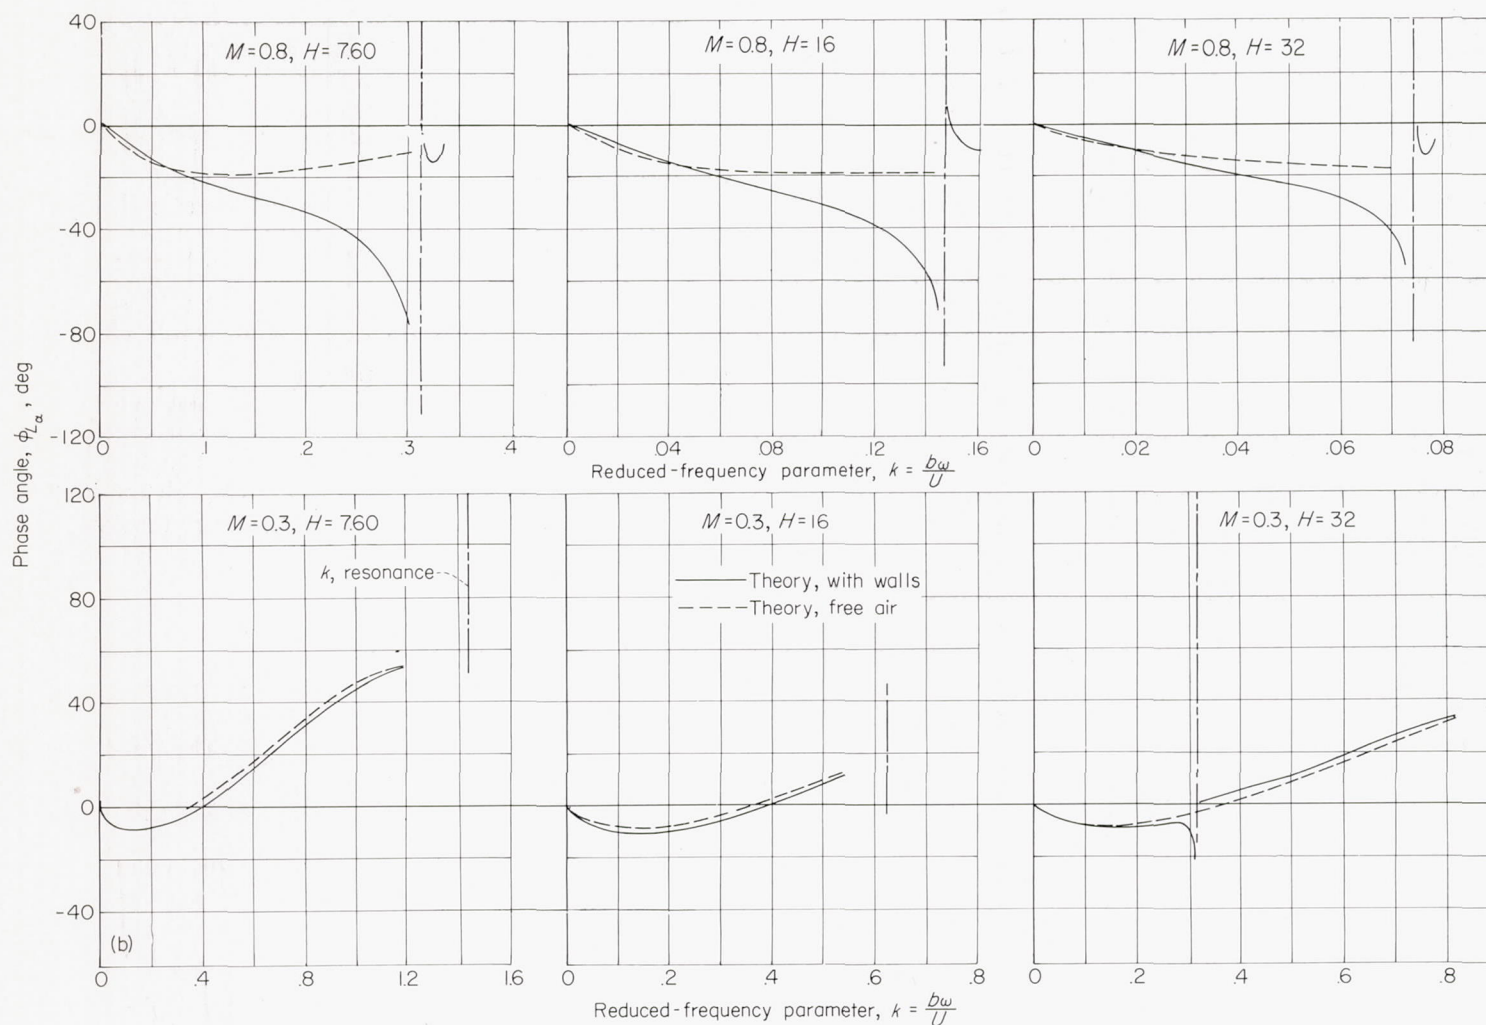 40
0
-40
-80
-120
M=0.8, H=7.60
M=0.8, H=16
M=0.8, H=32
0 .1 .2 .3 .4
0 .04 .08 .12 .16
0 .02 .04 .06 .08
Reduced-frequency parameter, k = bω/U
Phase angle, ϕLα, deg
120
80
40
0
-40
M=0.3, H=7.60
M=0.3, H=16
M=0.3, H=32
k, resonance
Theory, with walls
Theory, free air
(b)
0 .4 .8 1.2 1.6
0 .2 .4 .6 .8
0 .2 .4 .6 .8
Reduced-frequency parameter, k = bω/U